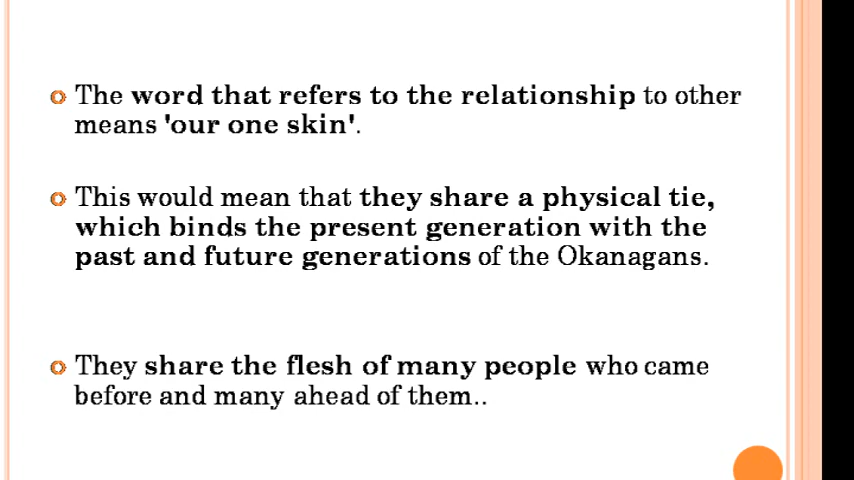 The word that refers to the relationship to other
means 'our one skin'.
This would mean that they share a physical tie,
which binds the present generation with the
past and future generations of the Okanagans.
They share the flesh of many people who came
before and many ahead of them..